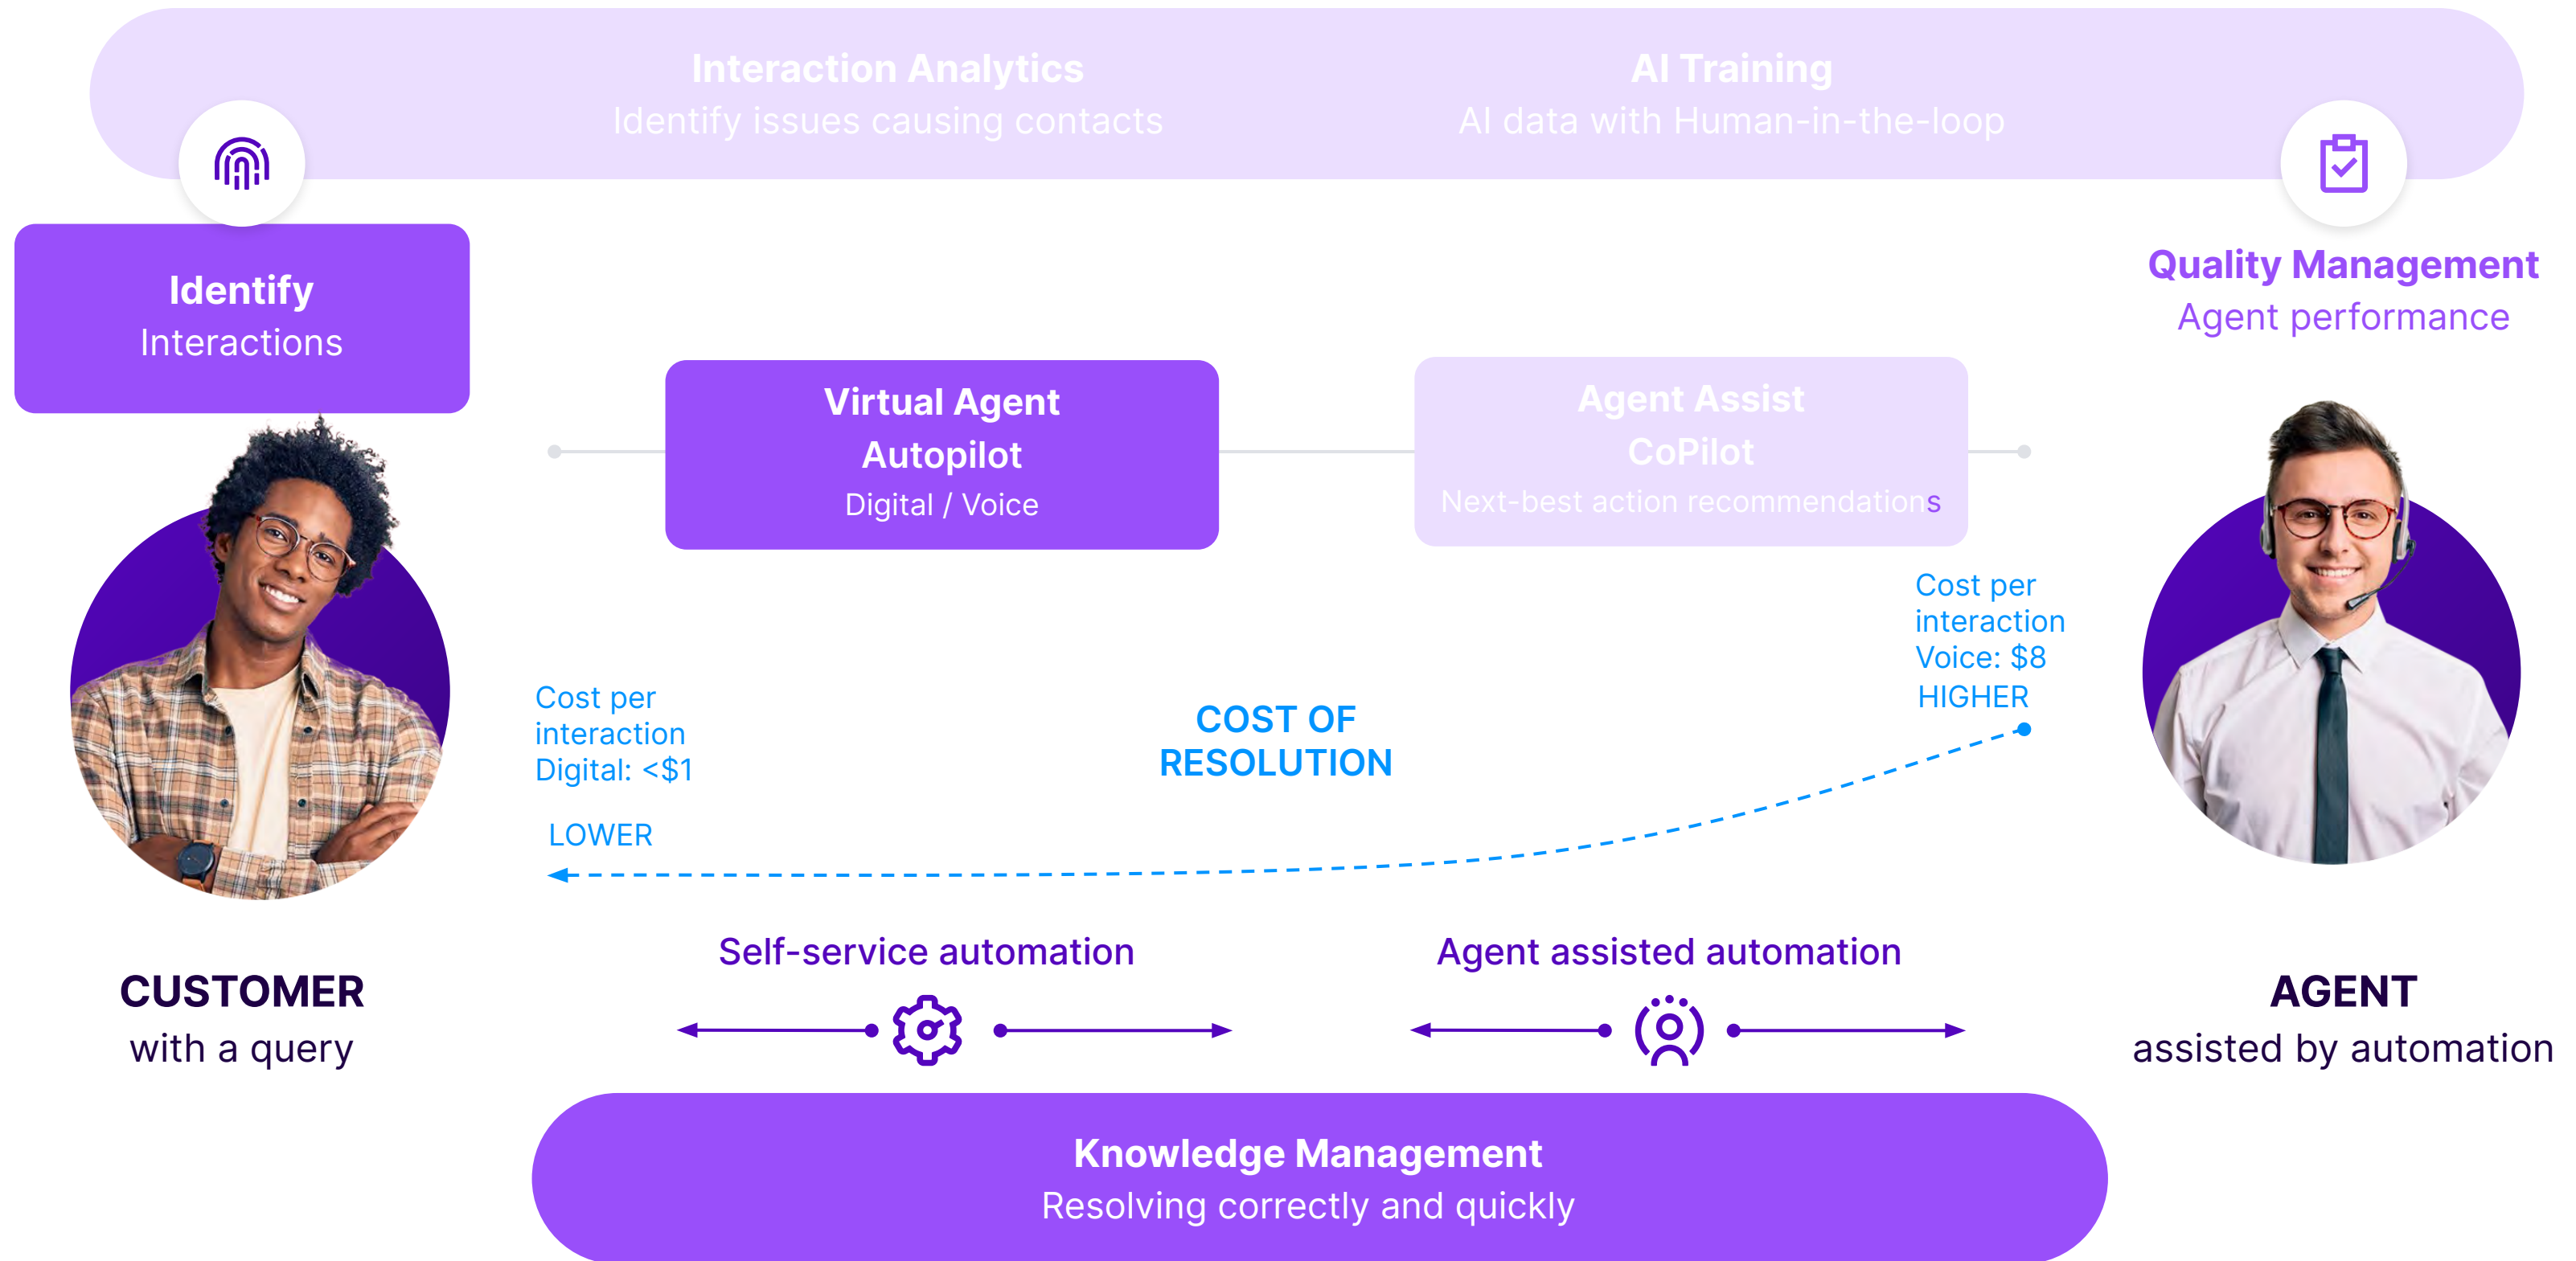 Interaction Analytics
Identify issues causing contacts
AI Training
AI data with Human-in-the-loop
Identify
Interactions
Quality Management
Agent performance
Virtual Agent
Autopilot
Digital / Voice
Agent Assist
CoPilot
Next-best action recommendations
Cost per
interaction
Digital: <$1
LOWER
COST OF
RESOLUTION
Cost per
interaction
Voice: $8
HIGHER
Self-service automation
Agent assisted automation
CUSTOMER
with a query
AGENT
assisted by automation
Knowledge Management
Resolving correctly and quickly